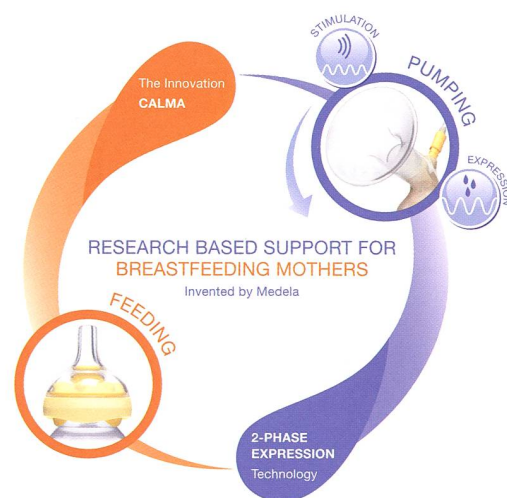 STIMULATION
PUMPING
EXPRESSION
The Innovation
CALMA
RESEARCH BASED SUPPORT FOR
BREASTFEEDING MOTHERS
Invented by Medela
FEEDING
2-PHASE
EXPRESSION
Technology